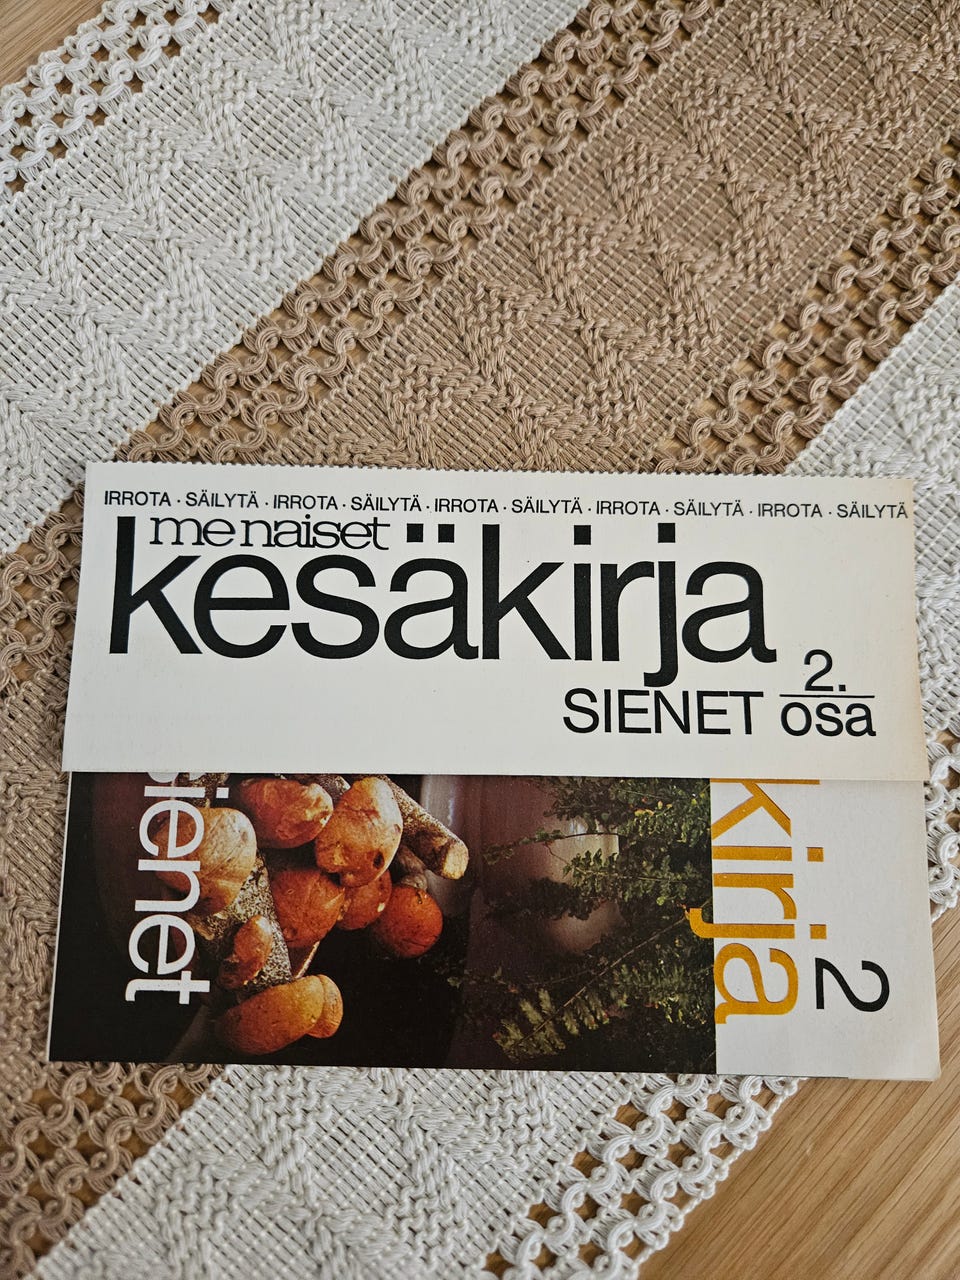 IRROTA · SÄILYTÄ · IRROTA · SÄILYTÄ · IRROTA · SÄILYTÄ · IRROTA · SÄILYTÄ · IRROTA · SÄILYTÄ
me naiset
kesäkirja
SIENET 2. osa
sienet
kirja
2